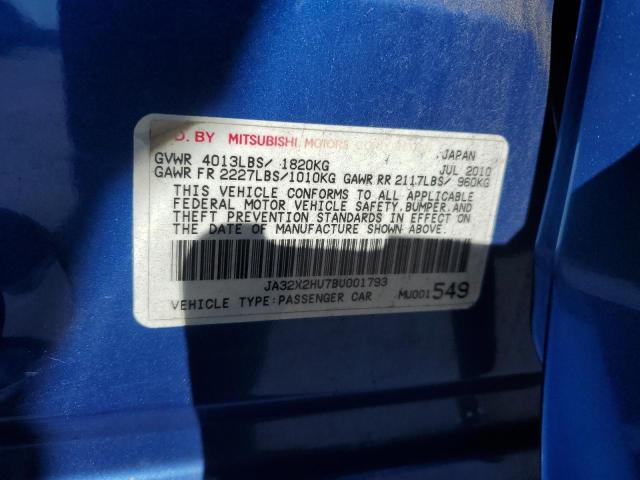 D. BY MITSUBISHI MOTORS
JAPAN
GVWR 4013LBS/ 1820KG JUL 2010
GAWR FR 2227LBS/1010KG GAWR RR 2117LBS/ 960KG
THIS VEHICLE CONFORMS TO ALL APPLICABLE
FEDERAL MOTOR VEHICLE SAFETY,BUMPER,AND
THEFT PREVENTION STANDARDS IN EFFECT ON
THE DATE OF MANUFACTURE SHOWN ABOVE.
JA32X2HU7BU001793
VEHICLE TYPE:PASSENGER CAR MU001549